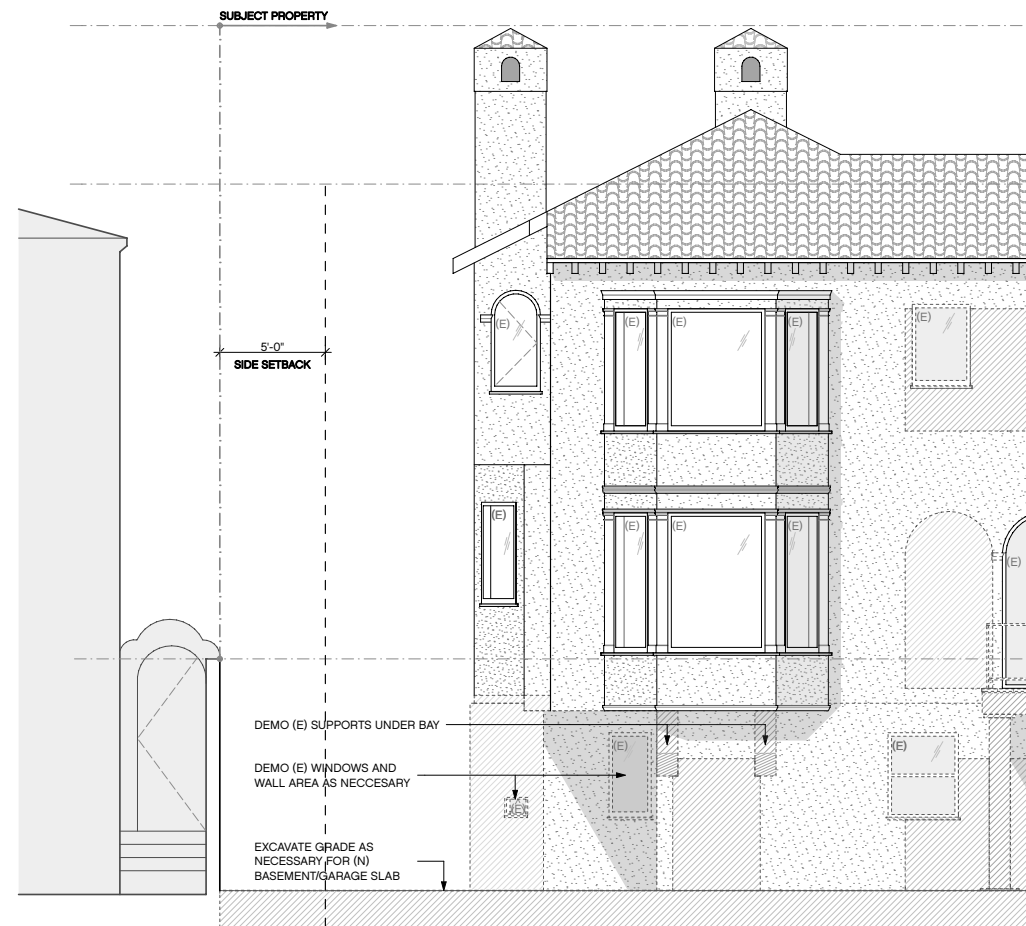 SUBJECT PROPERTY
(E)
(E)
(E)
(E)
(E)
5'-0"
SIDE SETBACK
(E)
(E)
(E)
(E)
(E)
DEMO (E) SUPPORTS UNDER BAY
(E)
(E)
DEMO (E) WINDOWS AND
WALL AREA AS NECCESARY
(E)
EXCAVATE GRADE AS
NECESSARY FOR (N)
BASEMENT/GARAGE SLAB